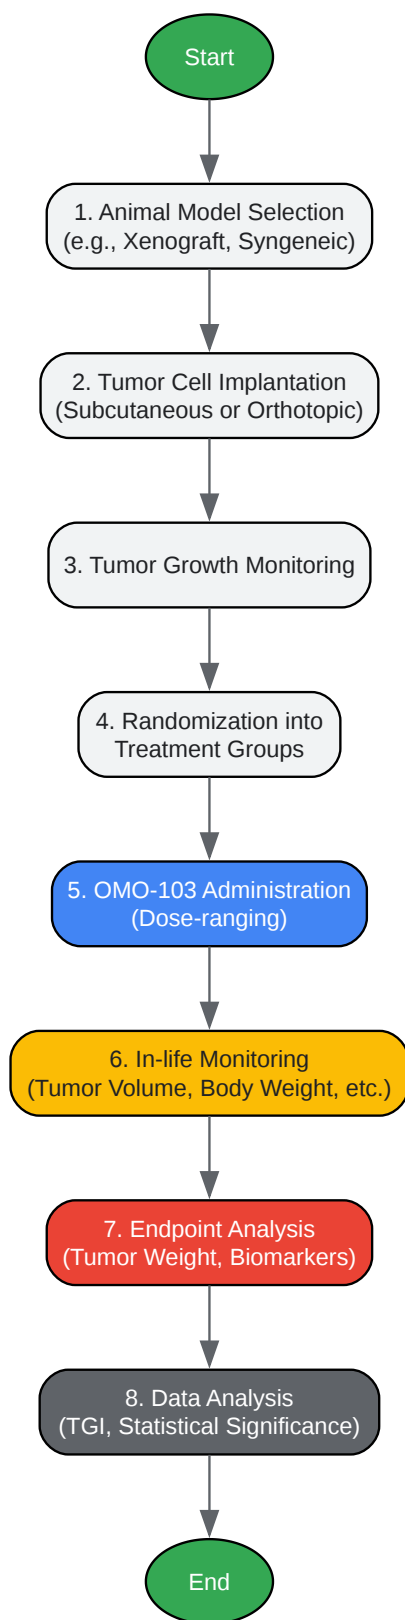 Start
1. Animal Model Selection
(e.g., Xenograft, Syngeneic)
2. Tumor Cell Implantation
(Subcutaneous or Orthotopic)
3. Tumor Growth Monitoring
4. Randomization into
Treatment Groups
5. OMO-103 Administration
(Dose-ranging)
6. In-life Monitoring
(Tumor Volume, Body Weight, etc.)
7. Endpoint Analysis
(Tumor Weight, Biomarkers)
8. Data Analysis
(TGI, Statistical Significance)
End